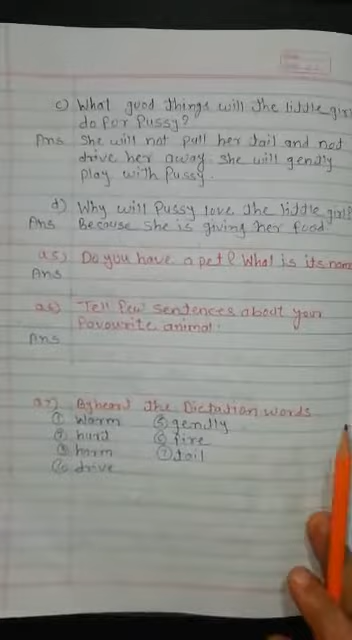 c) What good things will the little girl
do for Pussy?
Ans She will not pull her tail and not
drive her away. She will gently
play with Pussy.
d) Why will Pussy love the little girl?
Ans Because she is giving her food.
Q5) Do you have a pet? What is its name
Ans
Q6) Tell few sentences about your
favourite animal.
Ans
Q7) Byheart the Dictation words
① warm ⑤ gently
② hurt ⑥ fire
③ harm ⑦ tail
④ drive